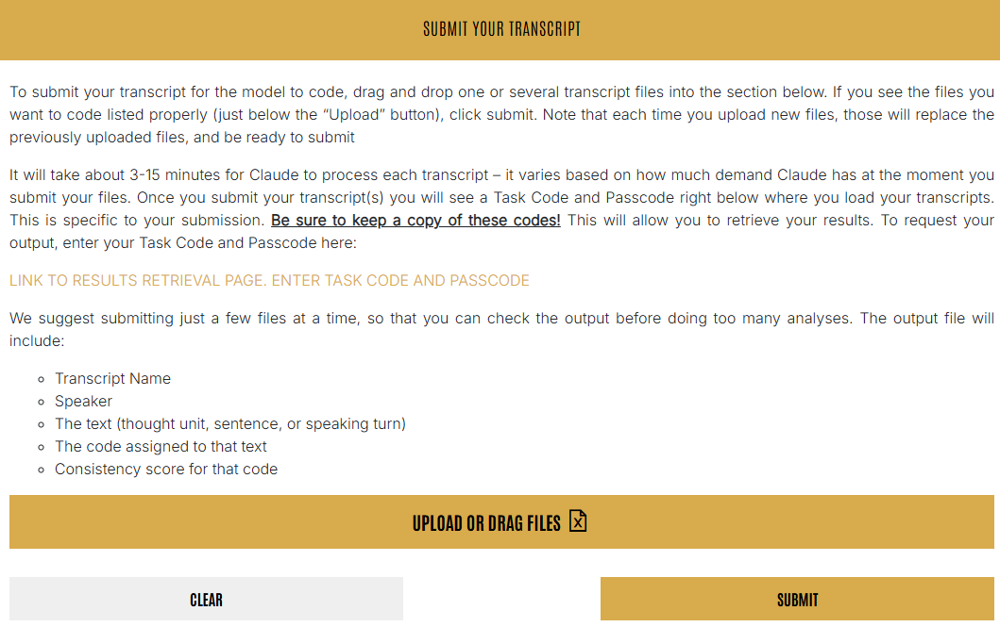 SUBMIT YOUR TRANSCRIPT
To submit your transcript for the model to code, drag and drop one or several transcript files into the section below. If you see the files you
want to code listed properly (just below the “Upload” button), click submit. Note that each time you upload new files, those will replace the
previously uploaded files, and be ready to submit
It will take about 3-15 minutes for Claude to process each transcript – it varies based on how much demand Claude has at the moment you
submit your files. Once you submit your transcript(s) you will see a Task Code and Passcode right below where you load your transcripts.
This is specific to your submission. Be sure to keep a copy of these codes! This will allow you to retrieve your results. To request your
output, enter your Task Code and Passcode here:
LINK TO RESULTS RETRIEVAL PAGE. ENTER TASK CODE AND PASSCODE
We suggest submitting just a few files at a time, so that you can check the output before doing too many analyses. The output file will
include:
Transcript Name
Speaker
The text (thought unit, sentence, or speaking turn)
The code assigned to that text
Consistency score for that code
UPLOAD OR DRAG FILES
CLEAR
SUBMIT